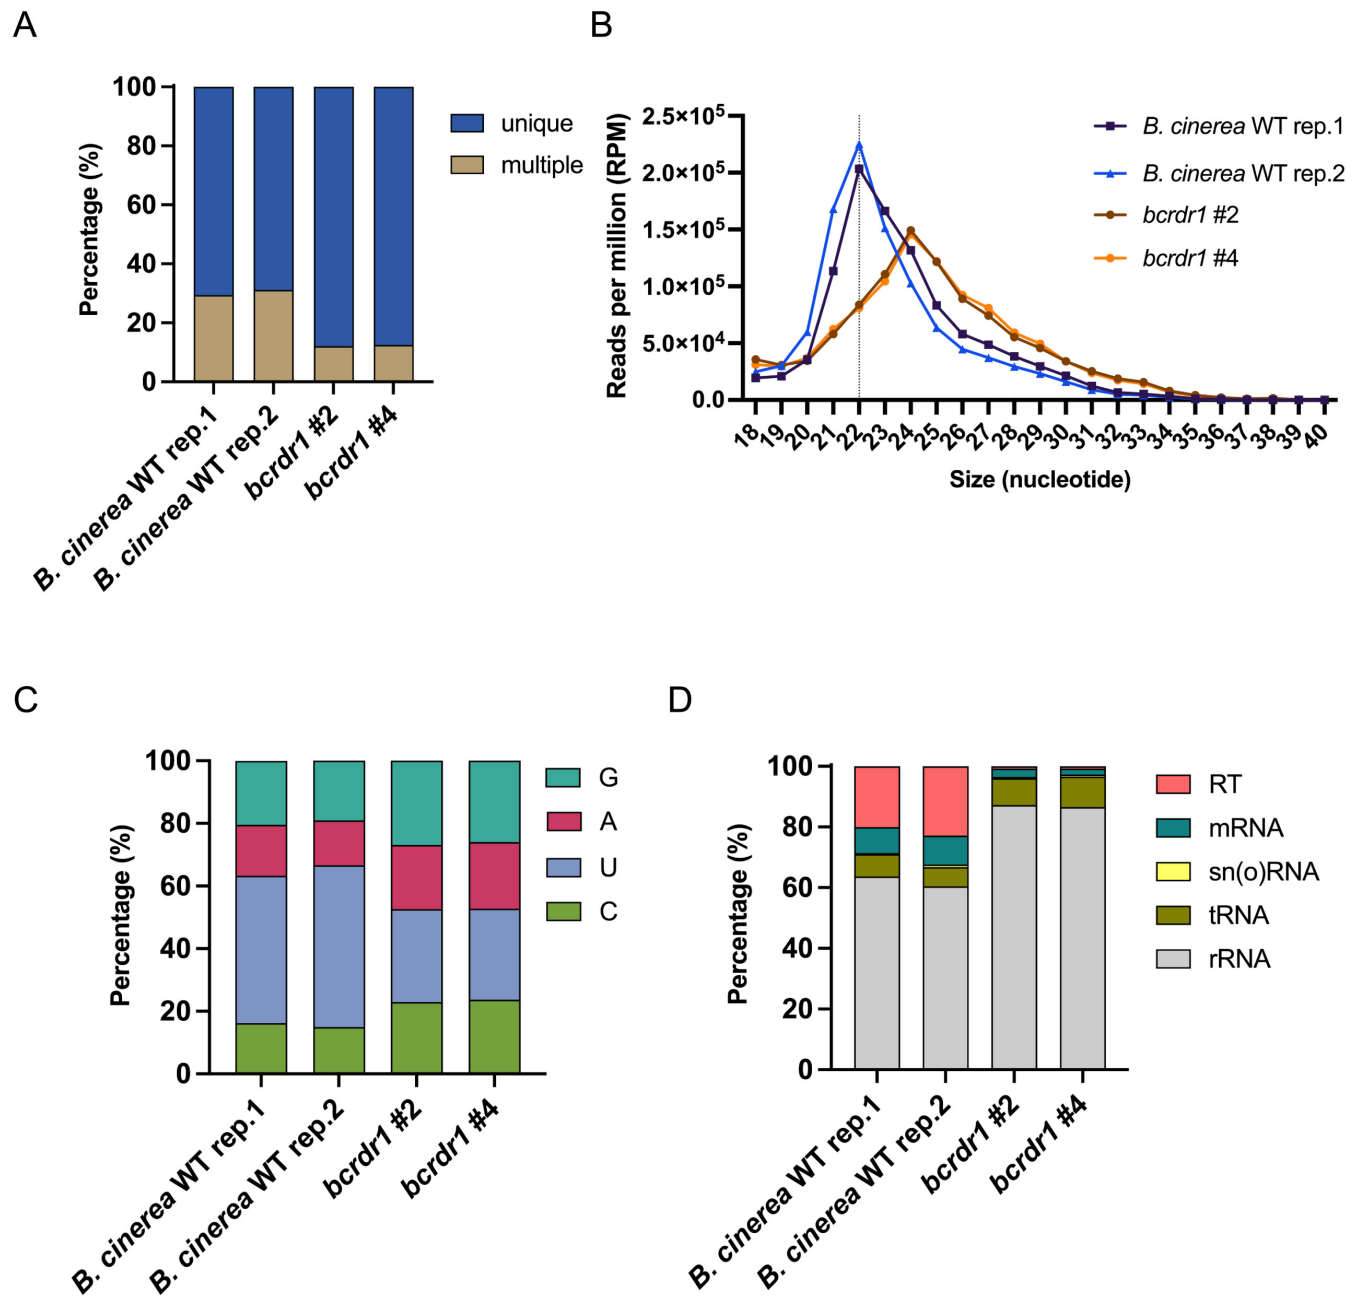 A
100
80
60
40
20
0
Percentage (%)
B. cinerea WT rep.1
B. cinerea WT rep.2
bcrdr1 #2
bcrdr1 #4
unique
multiple
B
2.5×10⁵
2.0×10⁵
1.5×10⁵
1.0×10⁵
5.0×10⁴
0.0
Reads per million (RPM)
18 19 20 21 22 23 24 25 26 27 28 29 30 31 32 33 34 35 36 37 38 39 40
Size (nucleotide)
B. cinerea WT rep.1
B. cinerea WT rep.2
bcrdr1 #2
bcrdr1 #4
C
100
80
60
40
20
0
Percentage (%)
B. cinerea WT rep.1
B. cinerea WT rep.2
bcrdr1 #2
bcrdr1 #4
G
A
U
C
D
100
80
60
40
20
0
Percentage (%)
B. cinerea WT rep.1
B. cinerea WT rep.2
bcrdr1 #2
bcrdr1 #4
RT
mRNA
sn(o)RNA
tRNA
rRNA